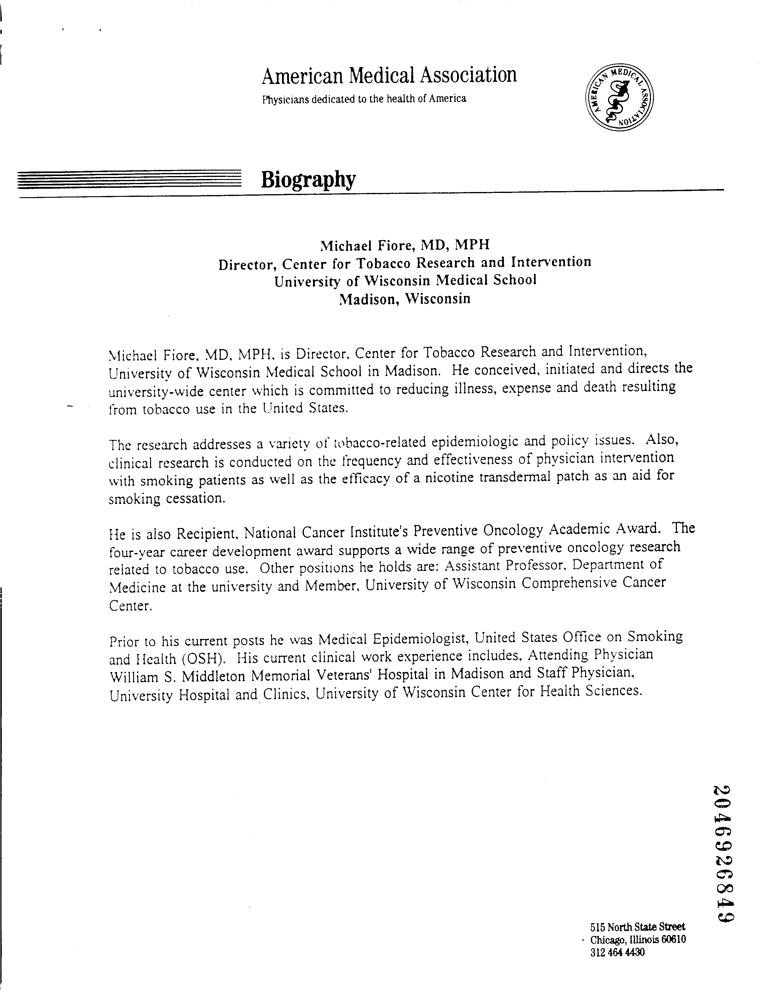 American Medical Association
Physicians dedicated to the health of America
AMERICAN MEDICAL ASSOCIATION
Biography
Michael Fiore, MD, MPH
Director, Center for Tobacco Research and Intervention
University of Wisconsin Medical School
Madison, Wisconsin
Michael Fiore, MD, MPH, is Director, Center for Tobacco Research and Intervention,
University of Wisconsin Medical School in Madison. He conceived, initiated and directs the
university-wide center which is committed to reducing illness, expense and death resulting
from tobacco use in the United States.
The research addresses a variety of tobacco-related epidemiologic and policy issues. Also,
clinical research is conducted on the frequency and effectiveness of physician intervention
with smoking patients as well as the efficacy of a nicotine transdermal patch as an aid for
smoking cessation.
He is also Recipient, National Cancer Institute's Preventive Oncology Academic Award. The
four-year career development award supports a wide range of preventive oncology research
related to tobacco use. Other positions he holds are: Assistant Professor, Department of
Medicine at the university and Member, University of Wisconsin Comprehensive Cancer
Center.
Prior to his current posts he was Medical Epidemiologist, United States Office on Smoking
and Health (OSH). His current clinical work experience includes, Attending Physician
William S. Middleton Memorial Veterans' Hospital in Madison and Staff Physician,
University Hospital and Clinics, University of Wisconsin Center for Health Sciences.
2046926849
515 North State Street
Chicago, Illinois 60610
312 464 4430